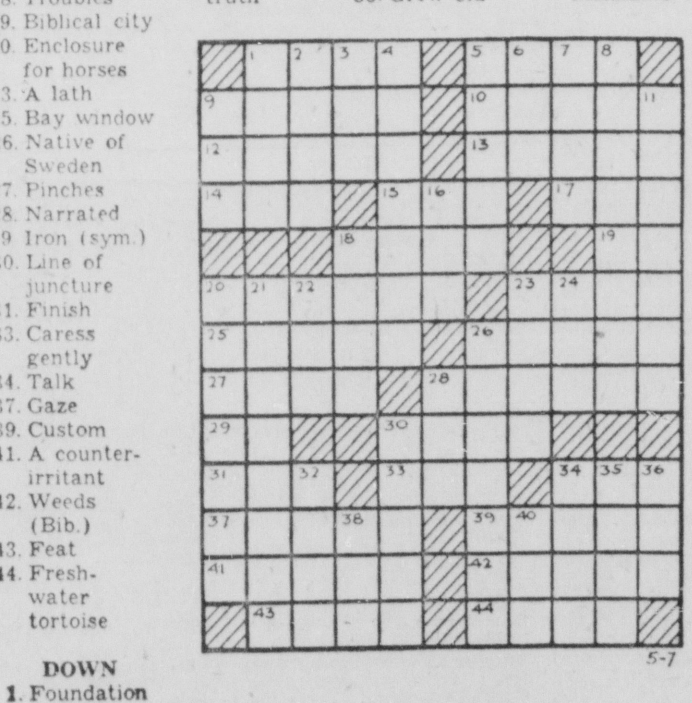 8. Troubles
truth
9. Biblical city
0. Enclosure
for horses
3. A lath
5. Bay window
6. Native of
Sweden
7. Pinches
8. Narrated
9 Iron (sym.)
0. Line of
juncture
1. Finish
3. Caress
gently
4. Talk
7. Gaze
9. Custom
1. A counter-
irritant
2. Weeds
(Bib.)
3. Feat
4. Fresh-
water
tortoise
DOWN
1. Foundation
1 2 3 4 5 6 7 8
9 10 11
12 13
14 15 16 17
18 19
20 21 22 23 24
25 26
27 28
29 30
31 32 33 34 35 36
37 38 39 40
41 42
43 44
5-7